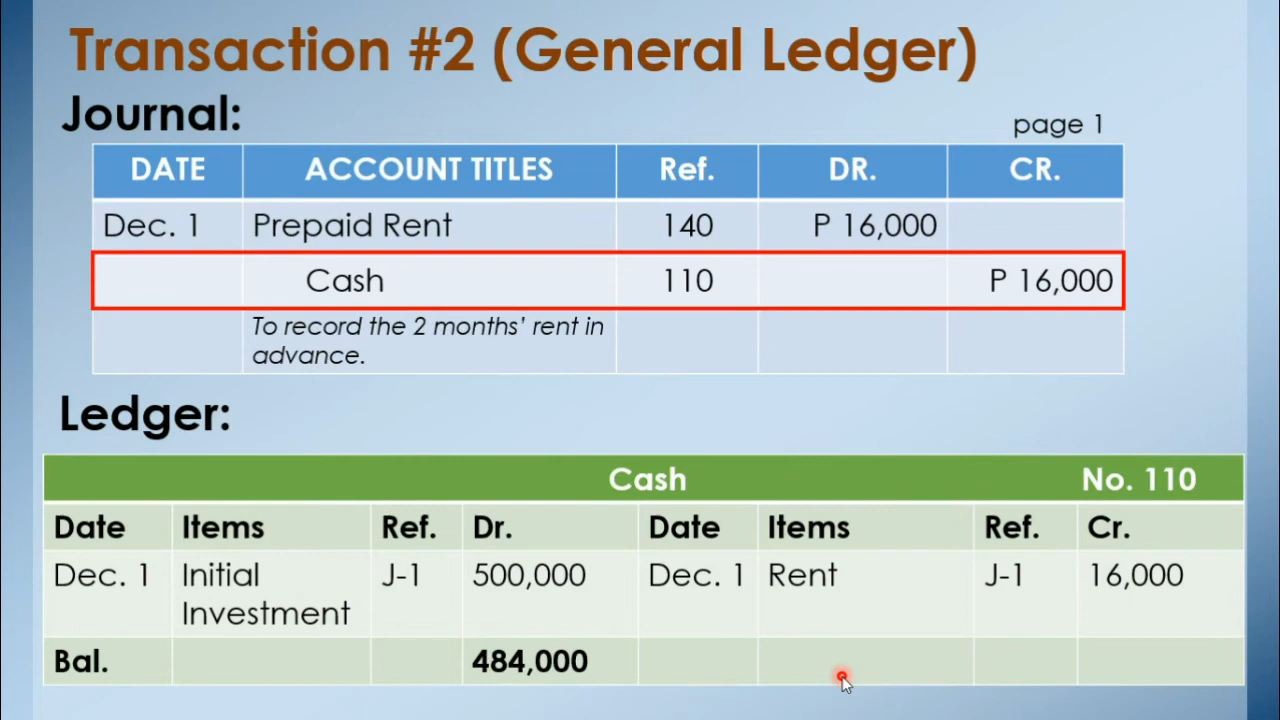 Transaction #2 (General Ledger)
Journal:
page 1
DATE ACCOUNT TITLES Ref. DR. CR.
Dec. 1 Prepaid Rent 140 P 16,000
Cash 110 P 16,000
To record the 2 months’ rent in
advance.
Ledger:
Cash No. 110
Date Items Ref. Dr. Date Items Ref. Cr.
Dec. 1 Initial J-1 500,000 Dec. 1 Rent J-1 16,000
Investment
Bal. 484,000